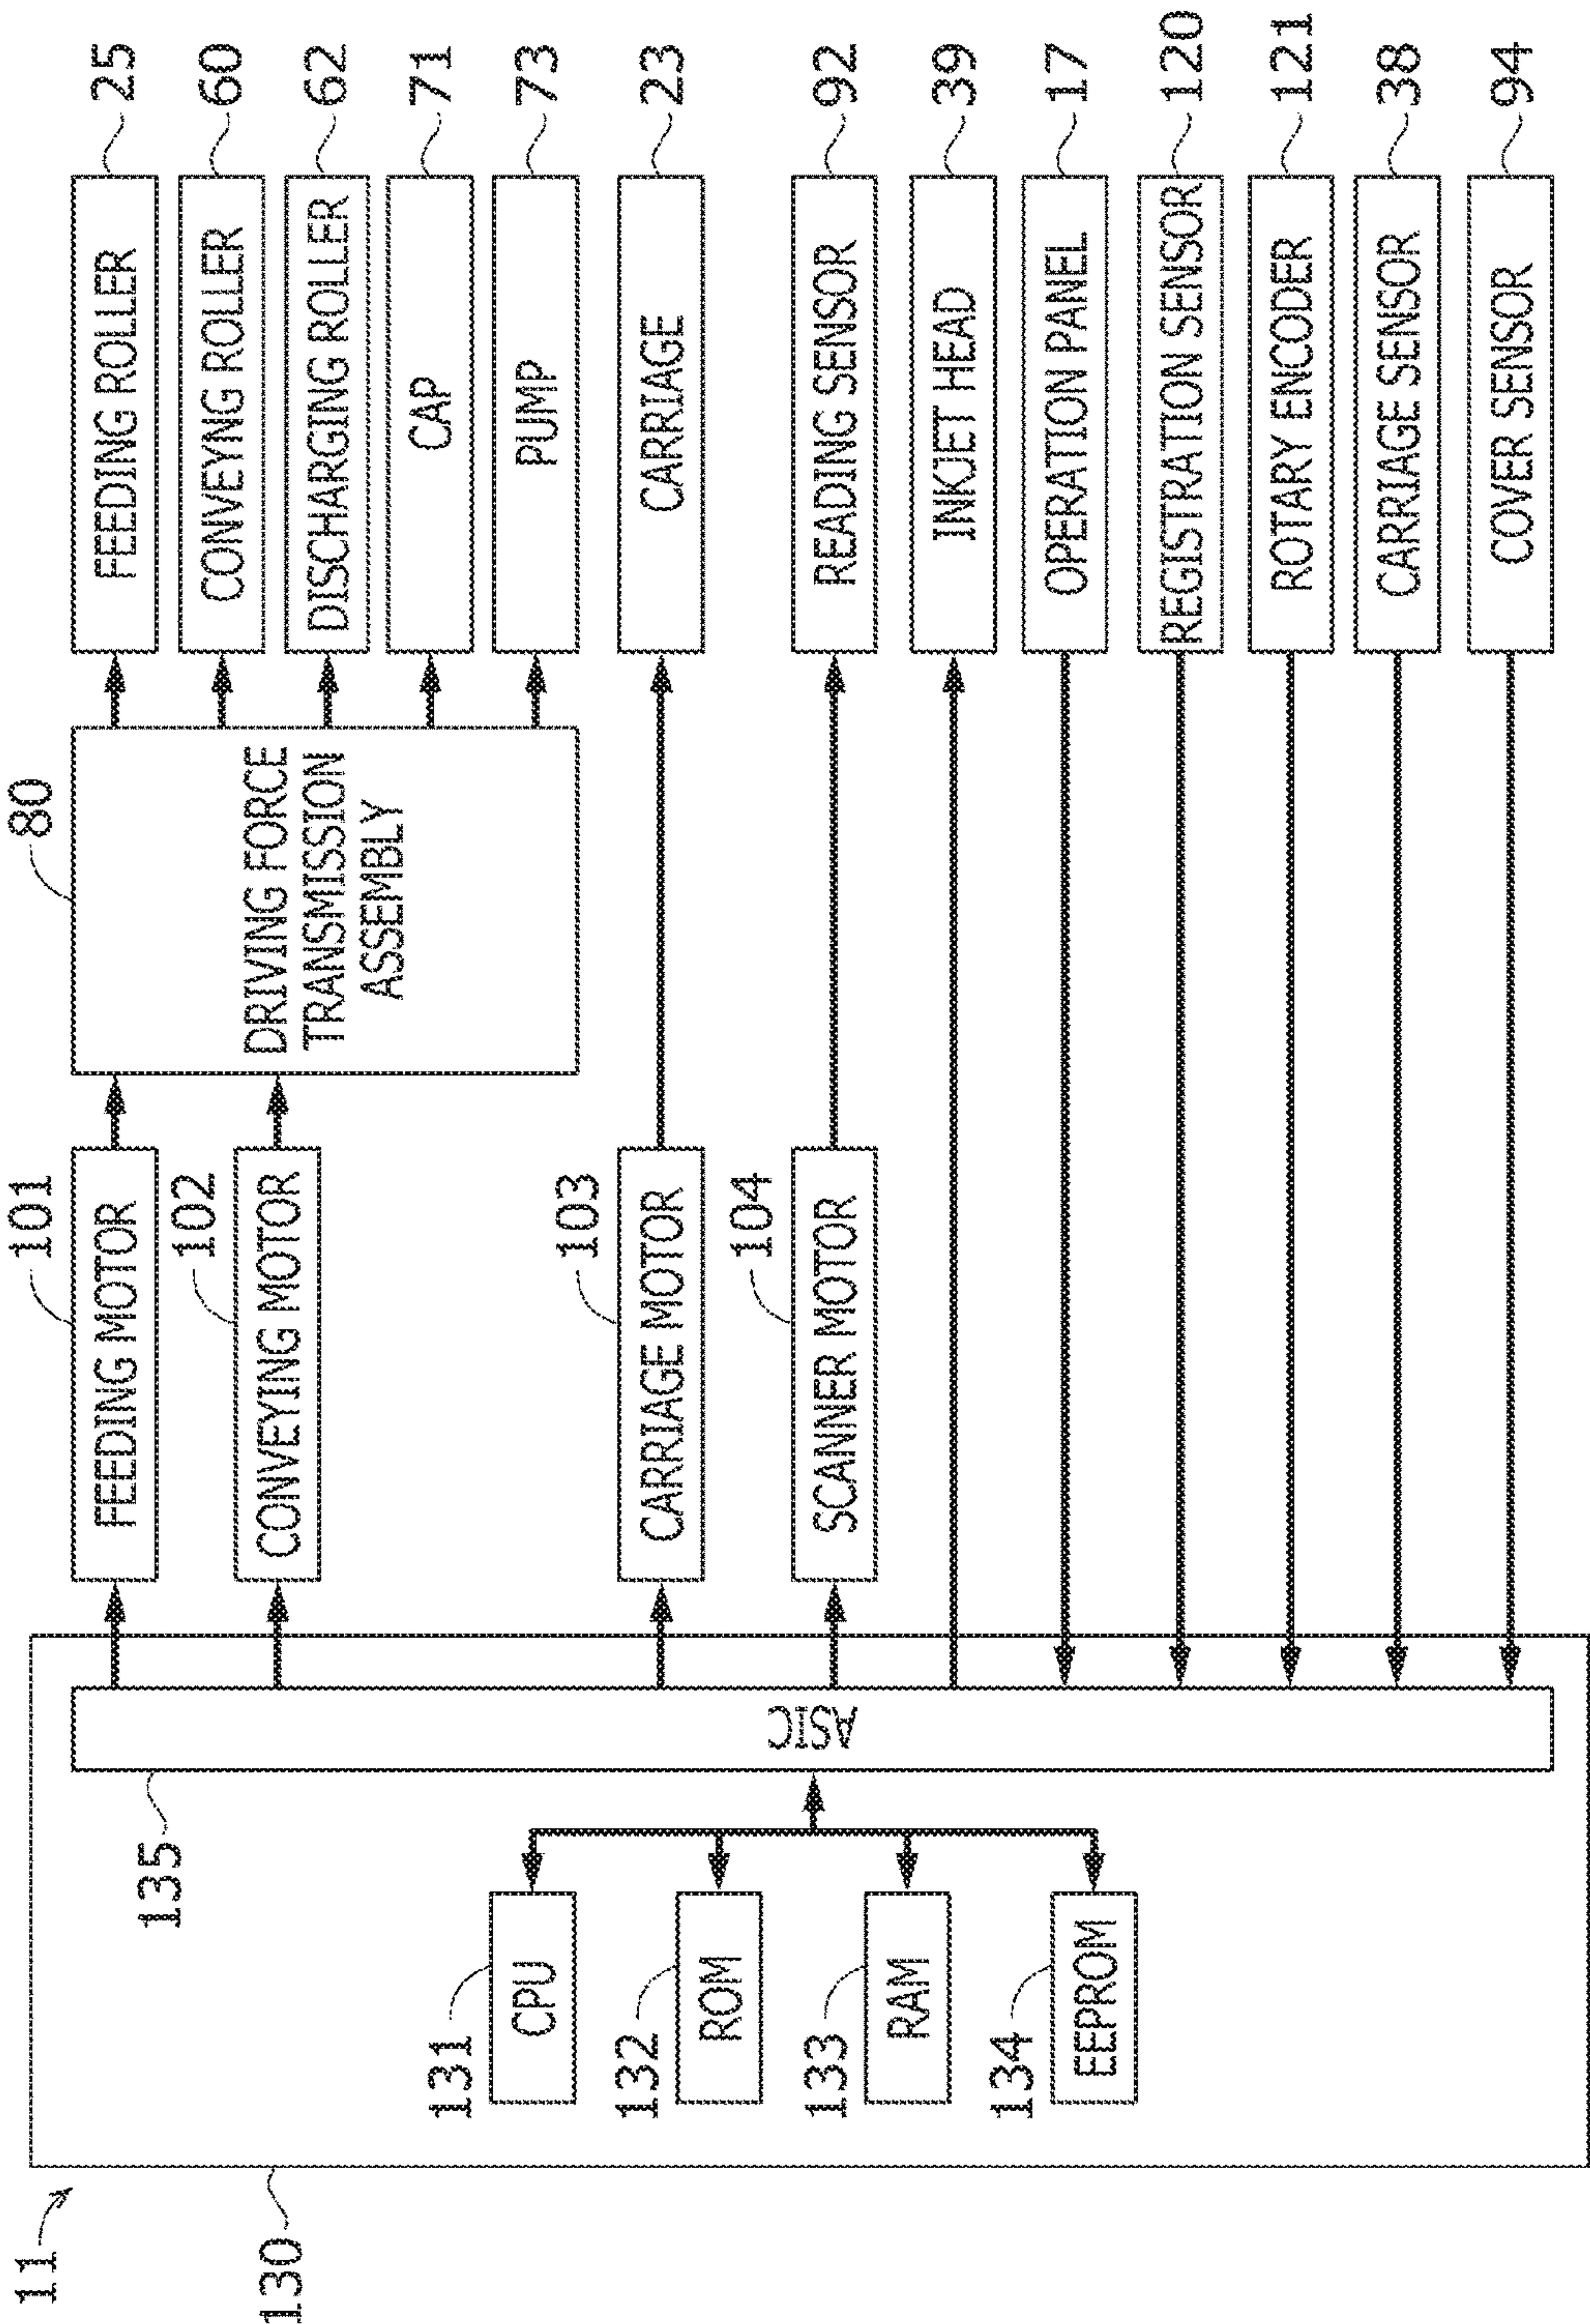 11
130
135
ASIC
131
CPU
132
ROM
133
RAM
134
EEPROM
101
FEEDING MOTOR
102
CONVEYING MOTOR
103
CARRIAGE MOTOR
104
SCANNER MOTOR
80
DRIVING FORCE
TRANSMISSION
ASSEMBLY
FEEDING ROLLER
25
CONVEYNG ROLLER
60
DISCHARGING ROLLER
62
CAP
71
PUMP
73
CARRIAGE
23
READING SENSOR
92
INKJET HEAD
39
OPERATION PANEL
17
REGISTRATION SENSOR
120
ROTARY ENCODER
121
CARRIAGE SENSOR
38
COVER SENSOR
94